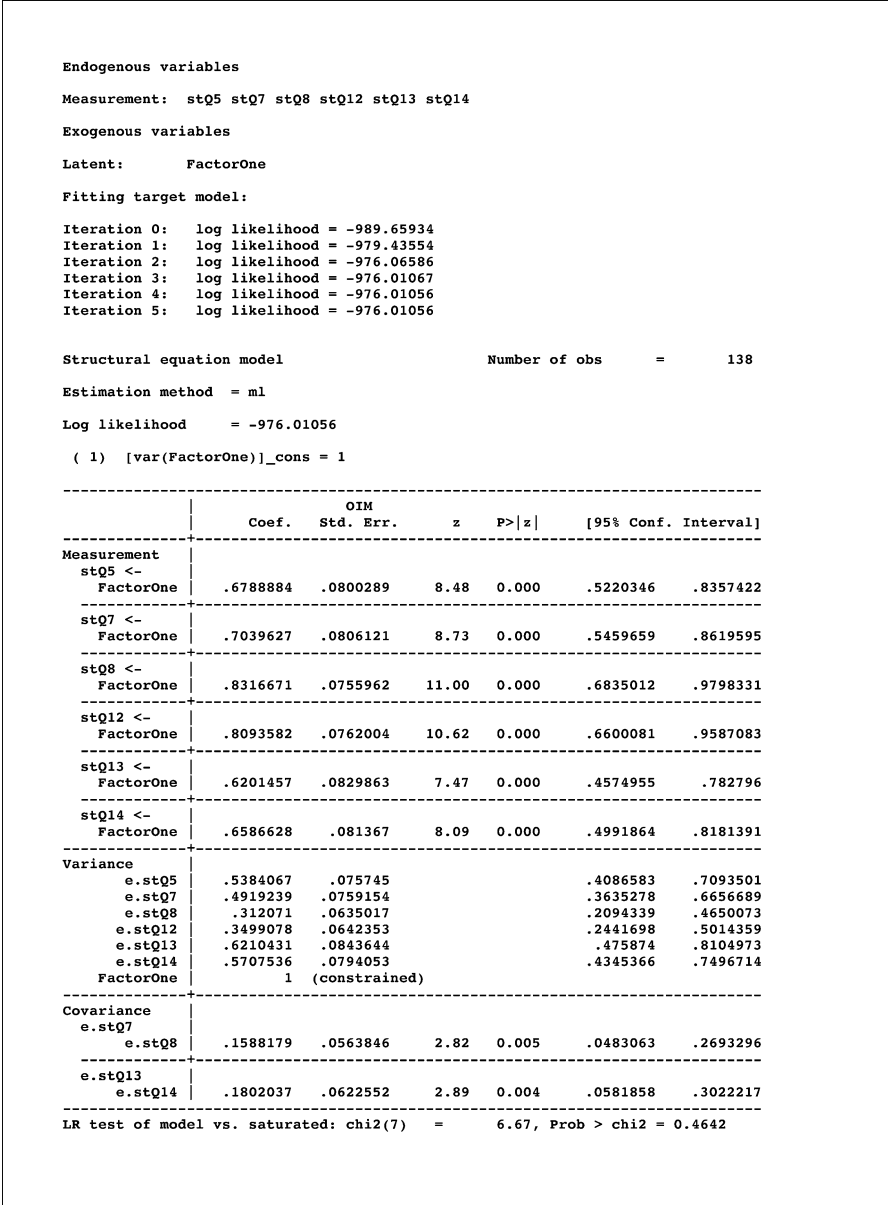 Endogenous variables
Measurement:  stQ5 stQ7 stQ8 stQ12 stQ13 stQ14
Exogenous variables
Latent:       FactorOne
Fitting target model:
Iteration 0:   log likelihood = -989.65934
Iteration 1:   log likelihood = -979.43554
Iteration 2:   log likelihood = -976.06586
Iteration 3:   log likelihood = -976.01067
Iteration 4:   log likelihood = -976.01056
Iteration 5:   log likelihood = -976.01056
Structural equation model                       Number of obs      =       138
Estimation method  = ml
Log likelihood     = -976.01056
( 1)  [var(FactorOne)]_cons = 1
-------------------------------------------------------------------------------
              |                 OIM
              |      Coef.   Std. Err.      z    P>|z|     [95% Conf. Interval]
--------------+----------------------------------------------------------------
Measurement   |
  stQ5 <-     |
    FactorOne |   .6788884   .0800289     8.48   0.000     .5220346    .8357422
  ------------+----------------------------------------------------------------
  stQ7 <-     |
    FactorOne |   .7039627   .0806121     8.73   0.000     .5459659    .8619595
  ------------+----------------------------------------------------------------
  stQ8 <-     |
    FactorOne |   .8316671   .0755962    11.00   0.000     .6835012    .9798331
  ------------+----------------------------------------------------------------
  stQ12 <-    |
    FactorOne |   .8093582   .0762004    10.62   0.000     .6600081    .9587083
  ------------+----------------------------------------------------------------
  stQ13 <-    |
    FactorOne |   .6201457   .0829863     7.47   0.000     .4574955     .782796
  ------------+----------------------------------------------------------------
  stQ14 <-    |
    FactorOne |   .6586628    .081367     8.09   0.000     .4991864    .8181391
--------------+----------------------------------------------------------------
Variance      |
       e.stQ5 |   .5384067    .075745                      .4086583    .7093501
       e.stQ7 |   .4919239   .0759154                      .3635278    .6656689
       e.stQ8 |    .312071   .0635017                      .2094339    .4650073
      e.stQ12 |   .3499078   .0642353                      .2441698    .5014359
      e.stQ13 |   .6210431   .0843644                       .475874    .8104973
      e.stQ14 |   .5707536   .0794053                      .4345366    .7496714
    FactorOne |          1  (constrained)
--------------+----------------------------------------------------------------
Covariance    |
  e.stQ7      |
       e.stQ8 |   .1588179   .0563846     2.82   0.005     .0483063    .2693296
  ------------+----------------------------------------------------------------
  e.stQ13     |
      e.stQ14 |   .1802037   .0622552     2.89   0.004     .0581858    .3022217
-------------------------------------------------------------------------------
LR test of model vs. saturated: chi2(7)   =      6.67, Prob > chi2 = 0.4642